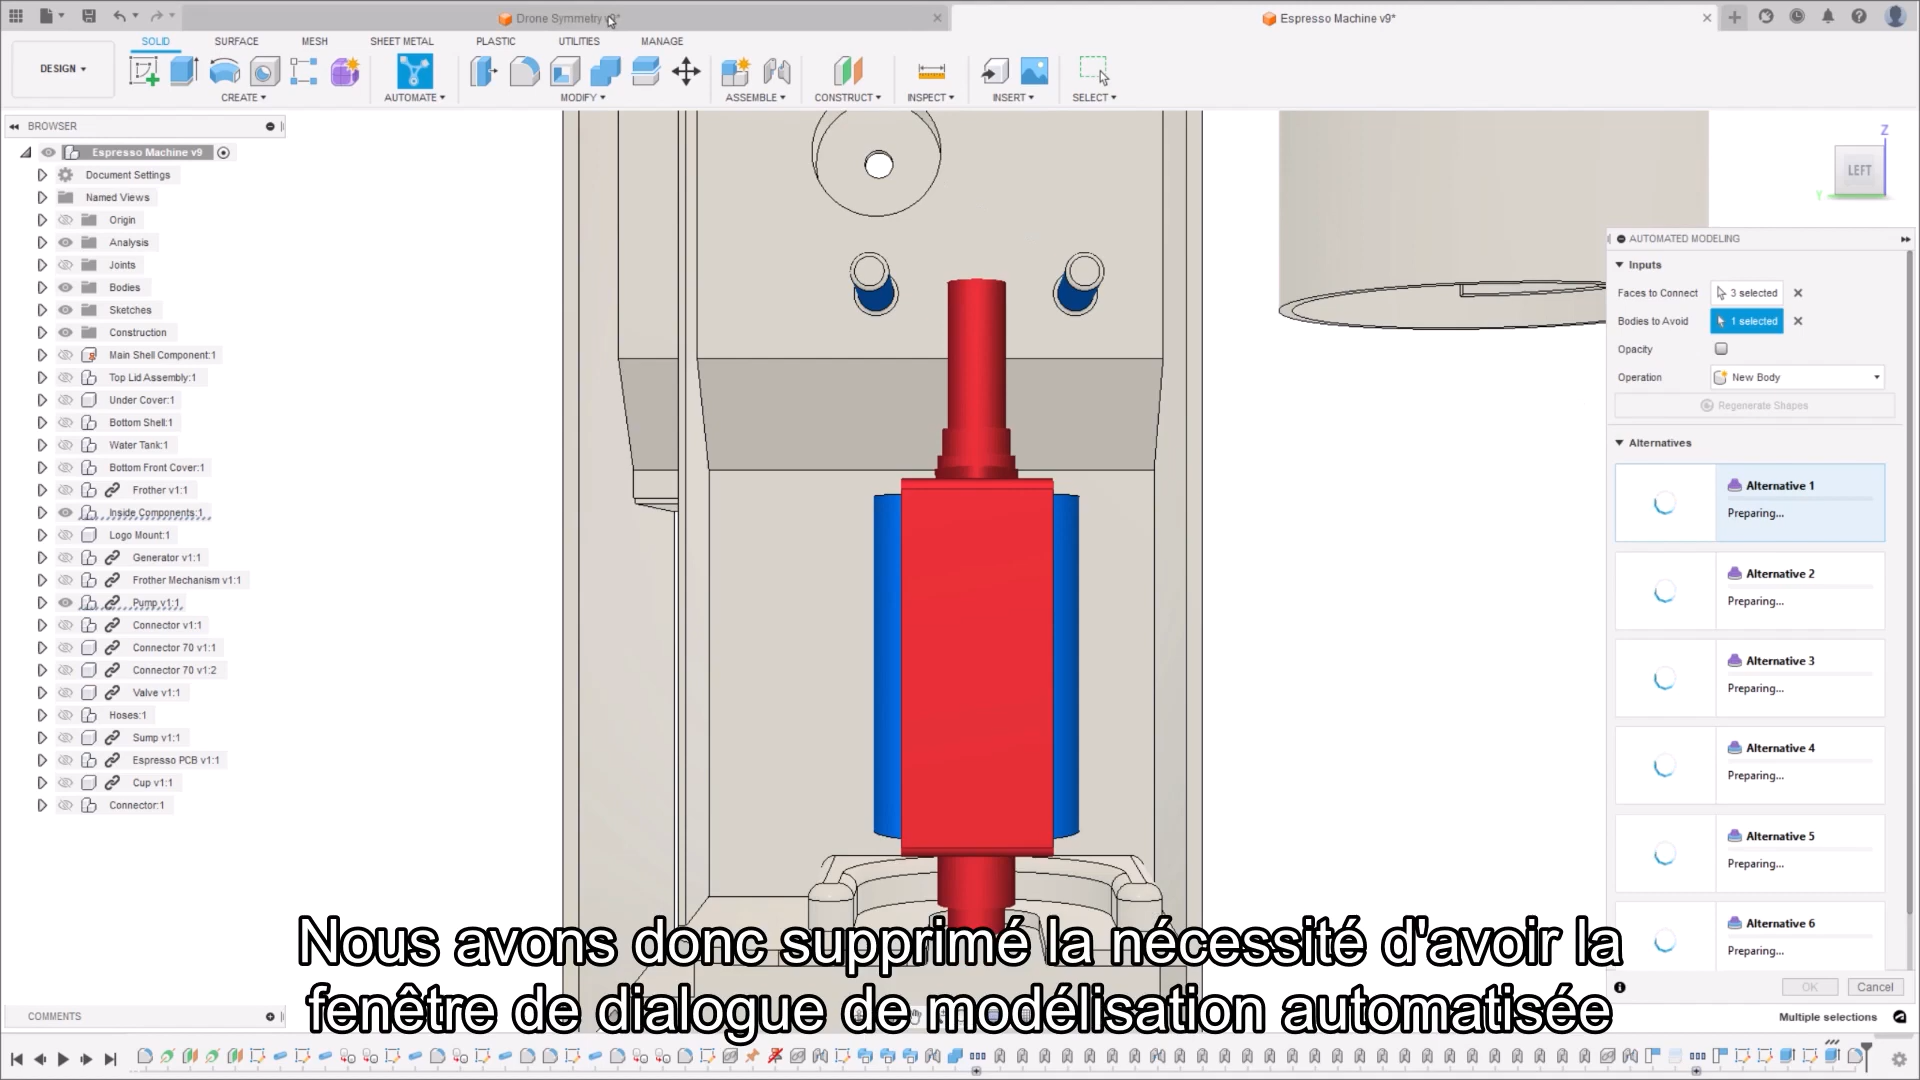 Drone Symmetry v9*
Espresso Machine v9*
SOLID
SURFACE
MESH
SHEET METAL
PLASTIC
UTILITIES
MANAGE
DESIGN
CREATE
AUTOMATE
MODIFY
ASSEMBLE
CONSTRUCT
INSPECT
INSERT
SELECT
BROWSER
Espresso Machine v9
Document Settings
Named Views
Origin
Analysis
Joints
Bodies
Sketches
Construction
Main Shell Component:1
Top Lid Assembly:1
Under Cover:1
Bottom Shell:1
Water Tank:1
Bottom Front Cover:1
Frother v1:1
Inside Components:1
Logo Mount:1
Generator v1:1
Frother Mechanism v1:1
Pump v1:1
Connector v1:1
Connector 70 v1:1
Connector 70 v1:2
Valve v1:1
Hoses:1
Sump v1:1
Espresso PCB v1:1
Cup v1:1
Connector:1
COMMENTS
Z
LEFT
Y
AUTOMATED MODELING
Inputs
Faces to Connect 3 selected
Bodies to Avoid 1 selected
Opacity
Operation New Body
Regenerate Shapes
Alternatives
Alternative 1
Preparing...
Alternative 2
Preparing...
Alternative 3
Preparing...
Alternative 4
Preparing...
Alternative 5
Preparing...
Alternative 6
Preparing...
OK Cancel
Multiple selections
Nous avons donc supprimé la nécessité d'avoir la
fenêtre de dialogue de modélisation automatisée